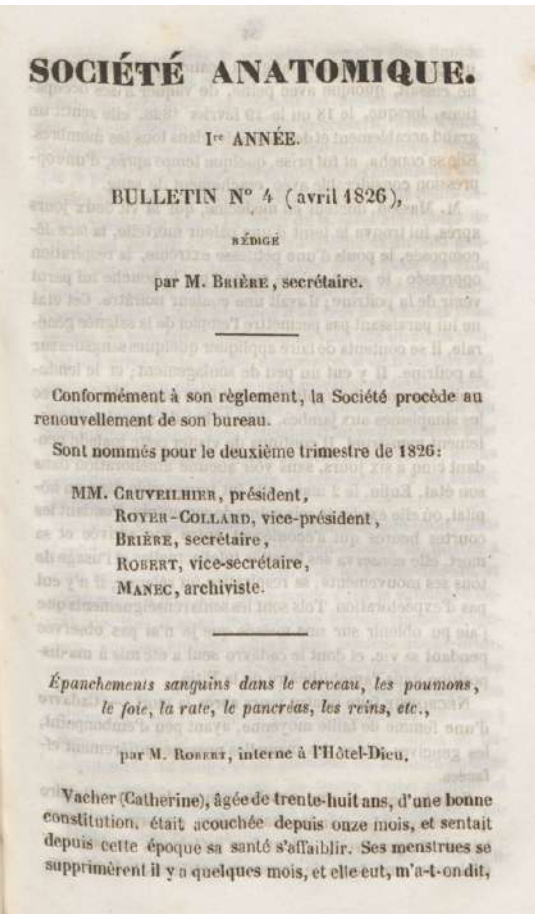 SOCIÉTÉ ANATOMIQUE.
Ire ANNÉE.
BULLETIN No 4 (avril 1826),
RÉDIGÉ
par M. BRIÈRE, secrétaire.
Conformément à son règlement, la Société procède au
renouvellement de son bureau.
Sont nommés pour le deuxième trimestre de 1826:
MM. CRUVEILHIER, président,
ROYER-COLLARD, vice-président,
BRIÈRE, secrétaire,
ROBERT, vice-secrétaire,
MANEC, archiviste.
Épanchements sanguins dans le cerveau, les poumons,
le foie, la rate, le pancréas, les reins, etc.,
par M. ROBERT, interne à l'Hôtel-Dieu.
Vacher (Catherine), âgée de trente-huit ans, d'une bonne
constitution, était acouchée depuis onze mois, et sentait
depuis cette époque sa santé s'affaiblir. Ses menstrues se
supprimèrent il y a quelques mois, et elle eut, m'a-t-on dit,